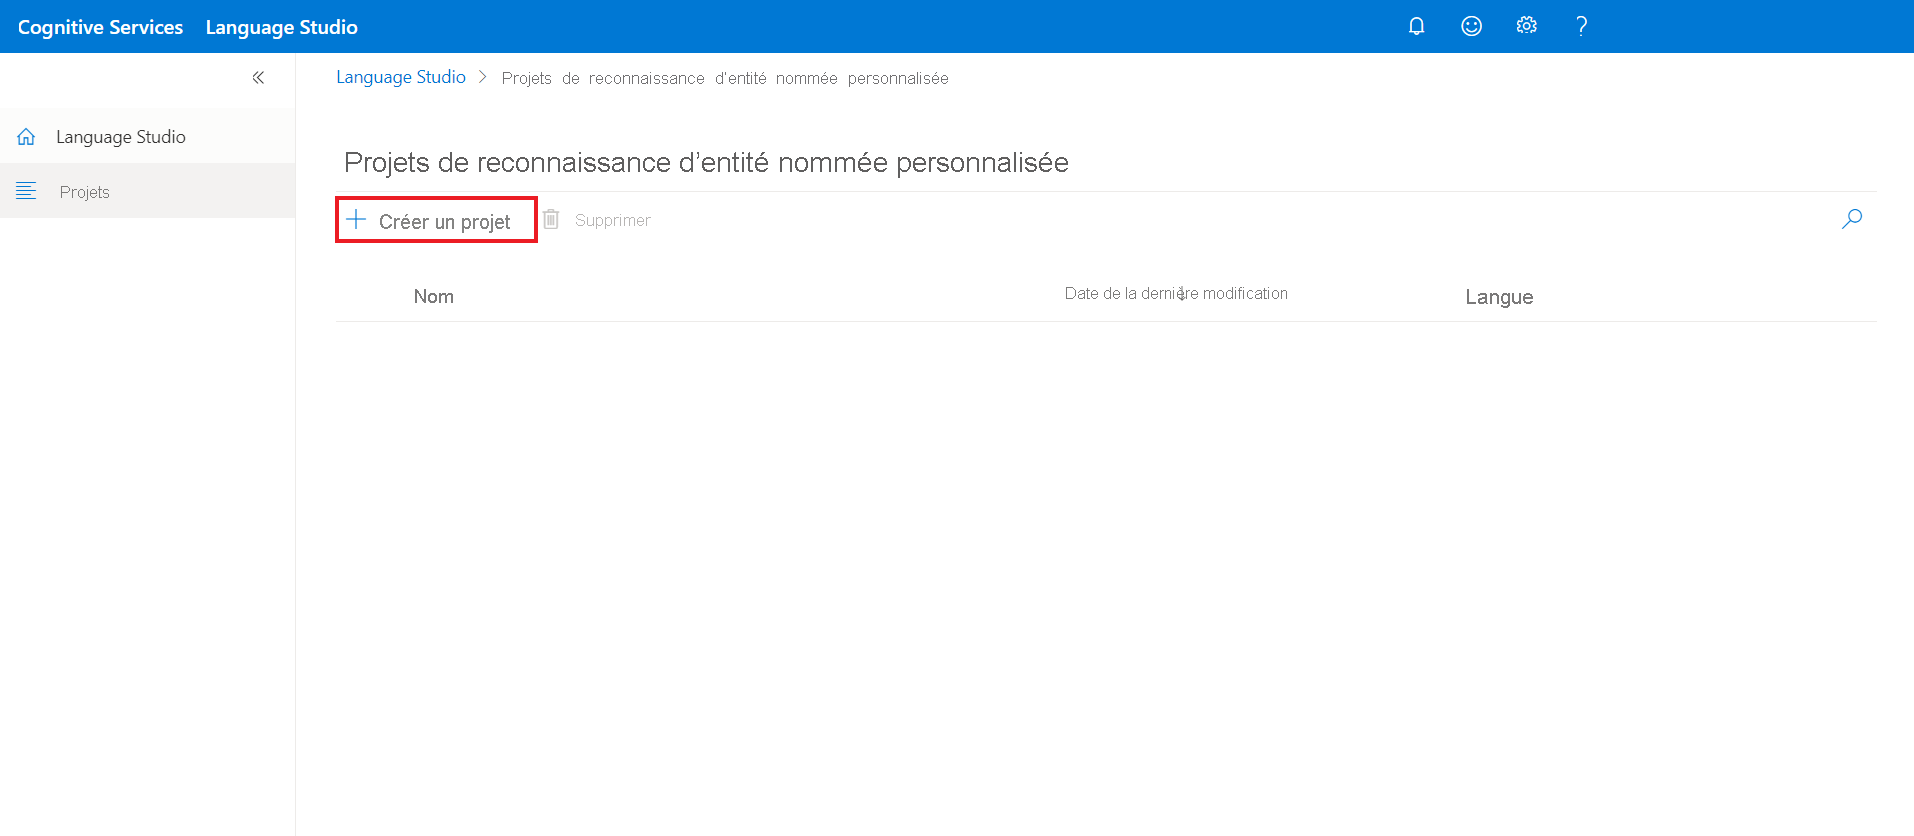 Cognitive Services Language Studio
Language Studio > Projets de reconnaissance d'entité nommée personnalisée
Language Studio
Projets
Projets de reconnaissance d’entité nommée personnalisée
Créer un projet Supprimer
Nom Date de la dernière modification Langue